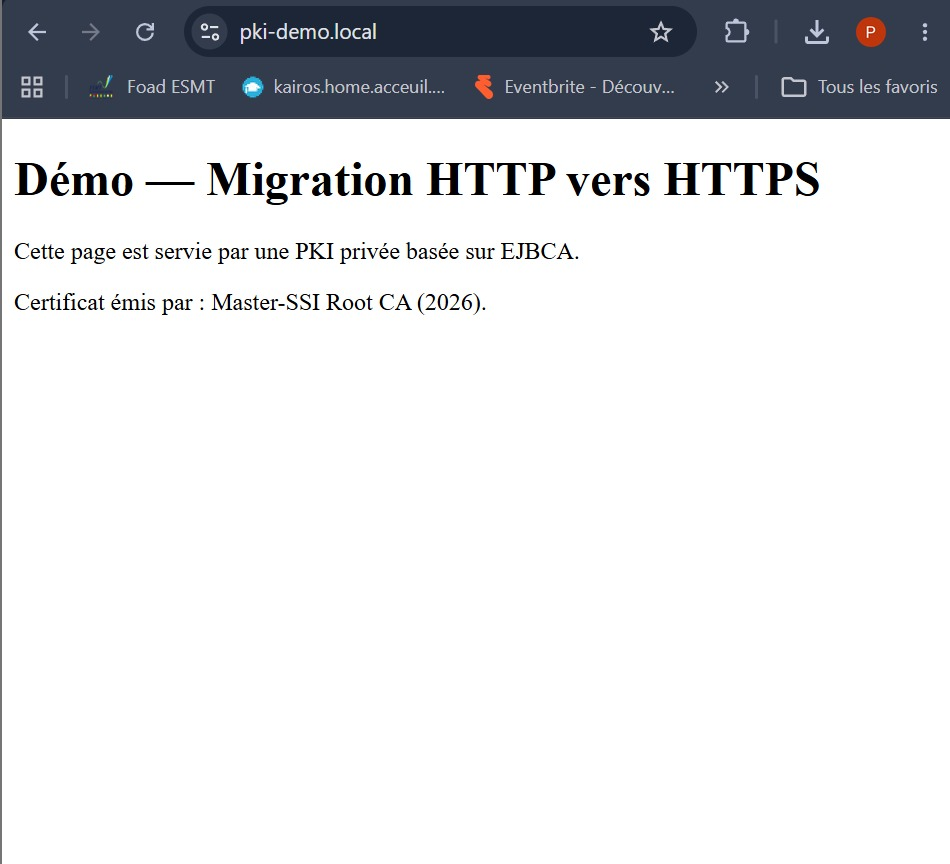 pki-demo.local
P
Foad ESMT
kairos.home.acceuil....
Eventbrite - Découv...
»
Tous les favoris
Démo — Migration HTTP vers HTTPS
Cette page est servie par une PKI privée basée sur EJBCA.
Certificat émis par : Master-SSI Root CA (2026).